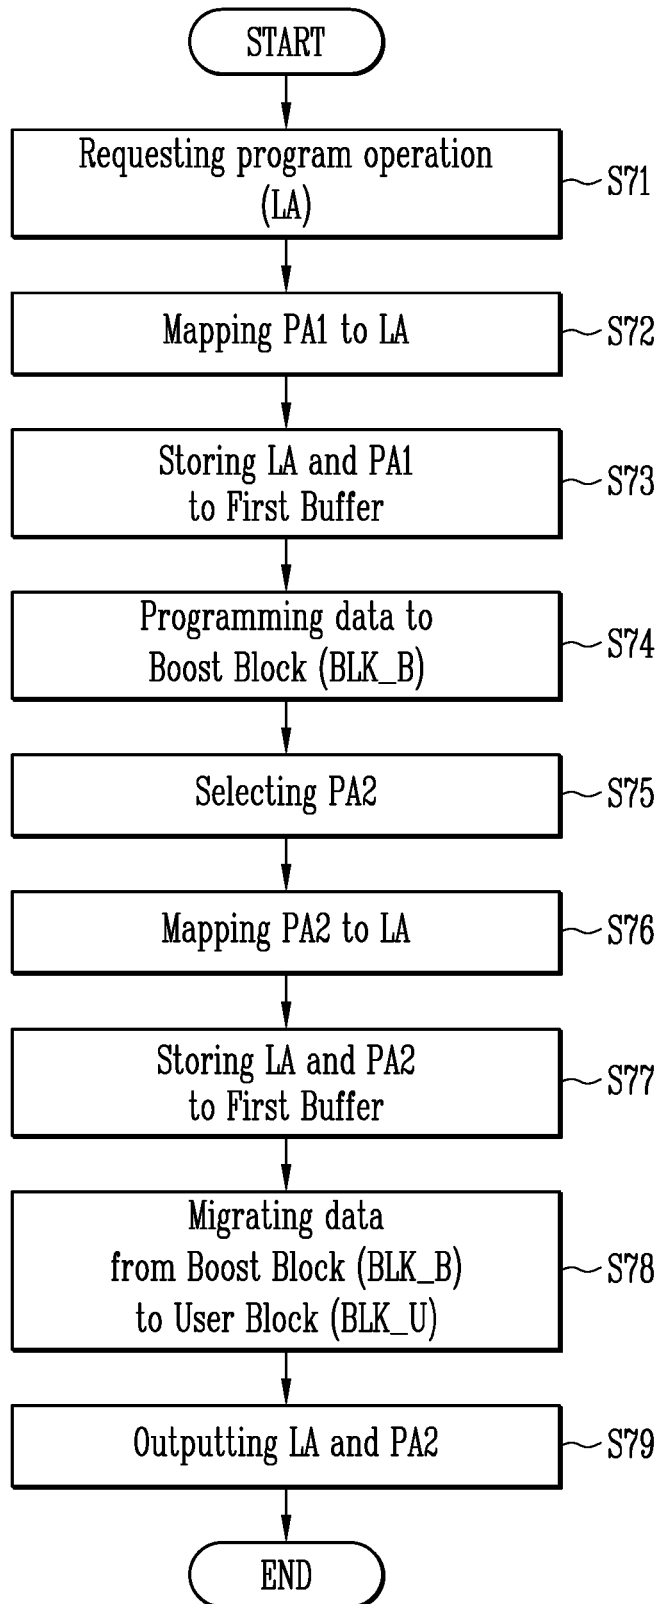 START
Requesting program operation
(LA)
S71
Mapping PA1 to LA
S72
Storing LA and PA1
to First Buffer
S73
Programming data to
Boost Block (BLK_B)
S74
Selecting PA2
S75
Mapping PA2 to LA
S76
Storing LA and PA2
to First Buffer
S77
Migrating data
from Boost Block (BLK_B)
to User Block (BLK_U)
S78
Outputting LA and PA2
S79
END